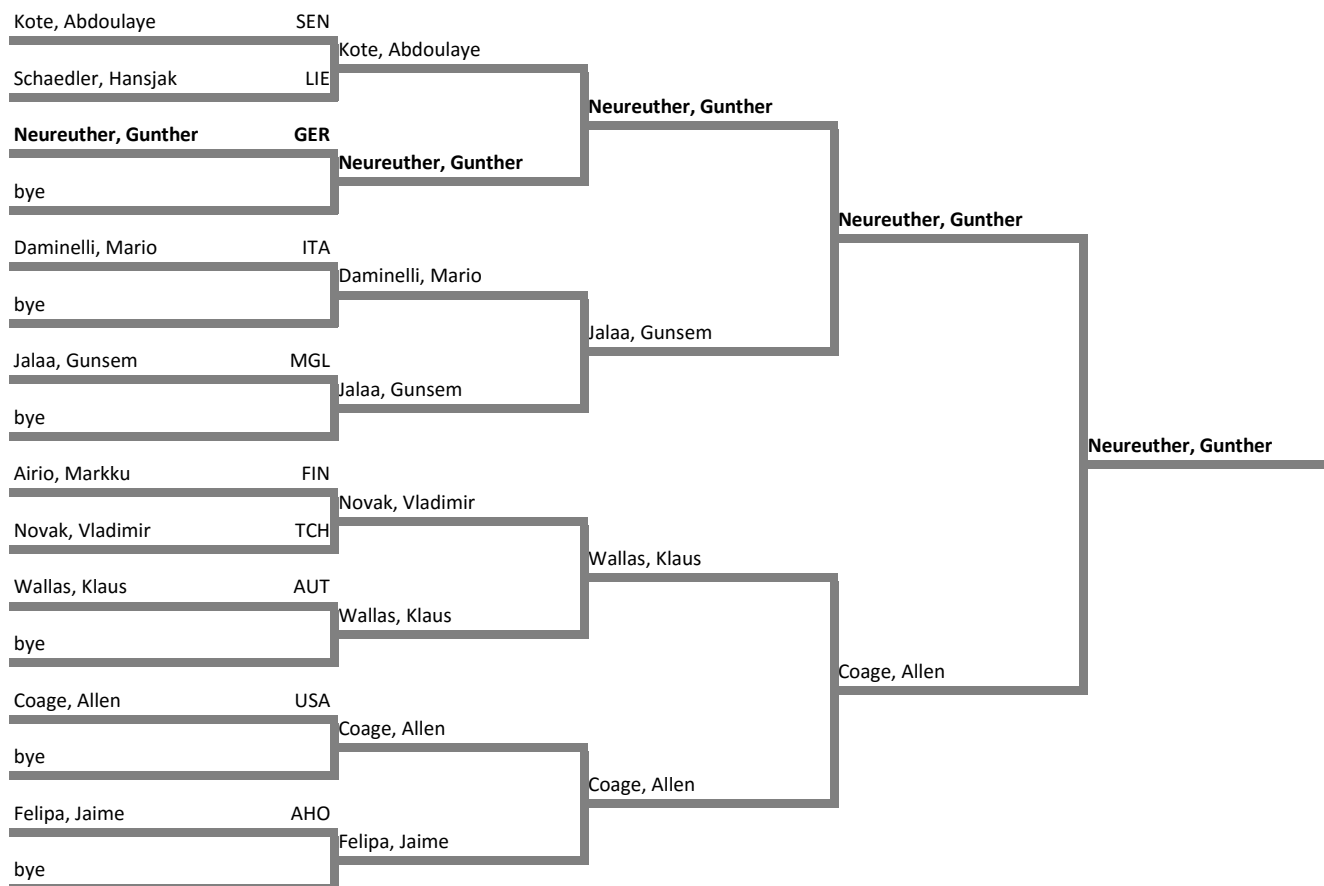 Kote, Abdoulaye SEN
Kote, Abdoulaye
Schaedler, Hansjak LIE
Neureuther, Gunther
Neureuther, Gunther GER
Neureuther, Gunther
bye
Neureuther, Gunther
Daminelli, Mario ITA
Daminelli, Mario
bye
Jalaa, Gunsem
Jalaa, Gunsem MGL
Jalaa, Gunsem
bye
Neureuther, Gunther
Airio, Markku FIN
Novak, Vladimir
Novak, Vladimir TCH
Wallas, Klaus
Wallas, Klaus AUT
Wallas, Klaus
bye
Coage, Allen
Coage, Allen USA
Coage, Allen
bye
Coage, Allen
Felipa, Jaime AHO
Felipa, Jaime
bye